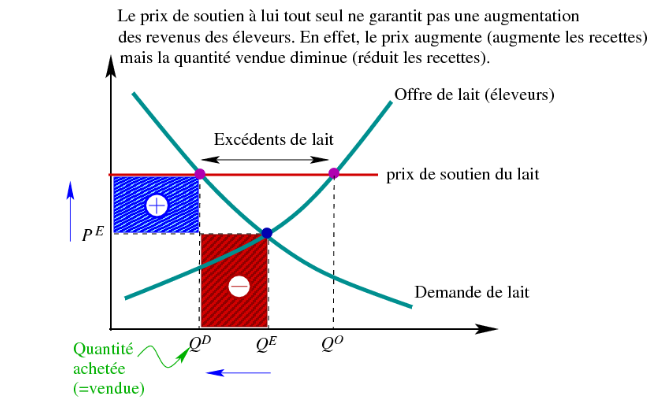 Le prix de soutien à lui tout seul ne garantit pas une augmentation
des revenus des éleveurs. En effet, le prix augmente (augmente les recettes)
mais la quantité vendue diminue (réduit les recettes).
Offre de lait (éleveurs)
Excédents de lait
prix de soutien du lait
+
P^E
−
Demande de lait
Q^D Q^E Q^O
Quantité
achetée
(=vendue)